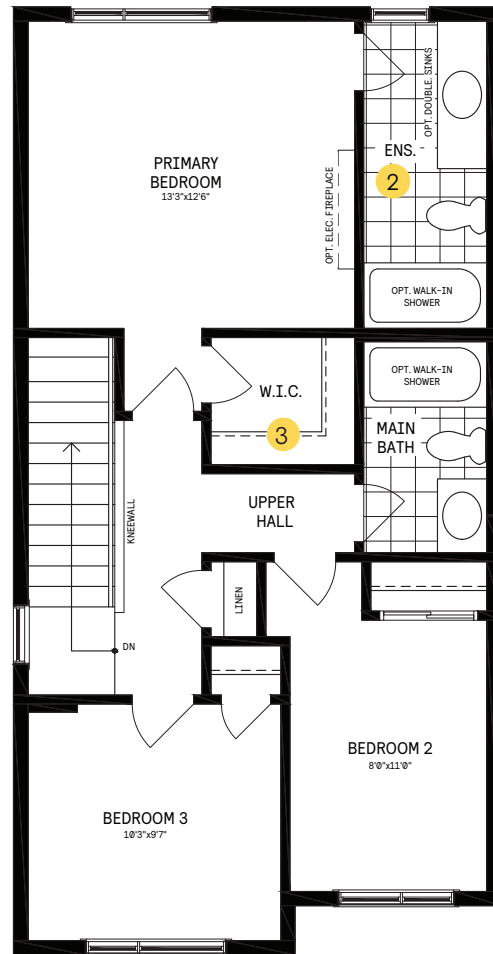 OPT. DOUBLE SINKS
ENS.
2
PRIMARY
BEDROOM
13'3"x12'6"
OPT. ELEC. FIREPLACE
OPT. WALK-IN
SHOWER
OPT. WALK-IN
SHOWER
W.I.C.
3
MAIN
BATH
KNEEWALL
UPPER
HALL
LINEN
DN
BEDROOM 2
8'0"x11'0"
BEDROOM 3
10'3"x9'7"